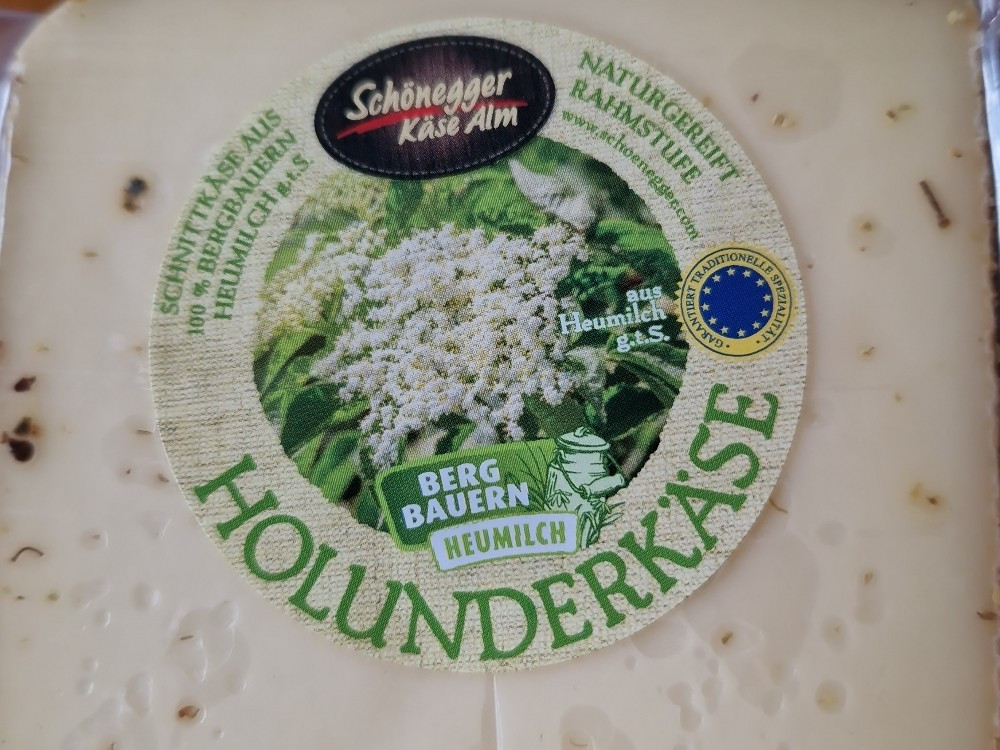 Schönegger
Käse Alm
SCHNITTKÄSE AUS
100 % BERGBAUERN
HEUMILCH g.t.S.
NATURGEREIFT
RAHMSTUFE
www.schoenegger.com
aus
Heumilch
g.t.S.
GARANTIERT TRADITIONELLE SPEZIALITÄT
BERG
BAUERN
HEUMILCH
HOLUNDERKÄSE